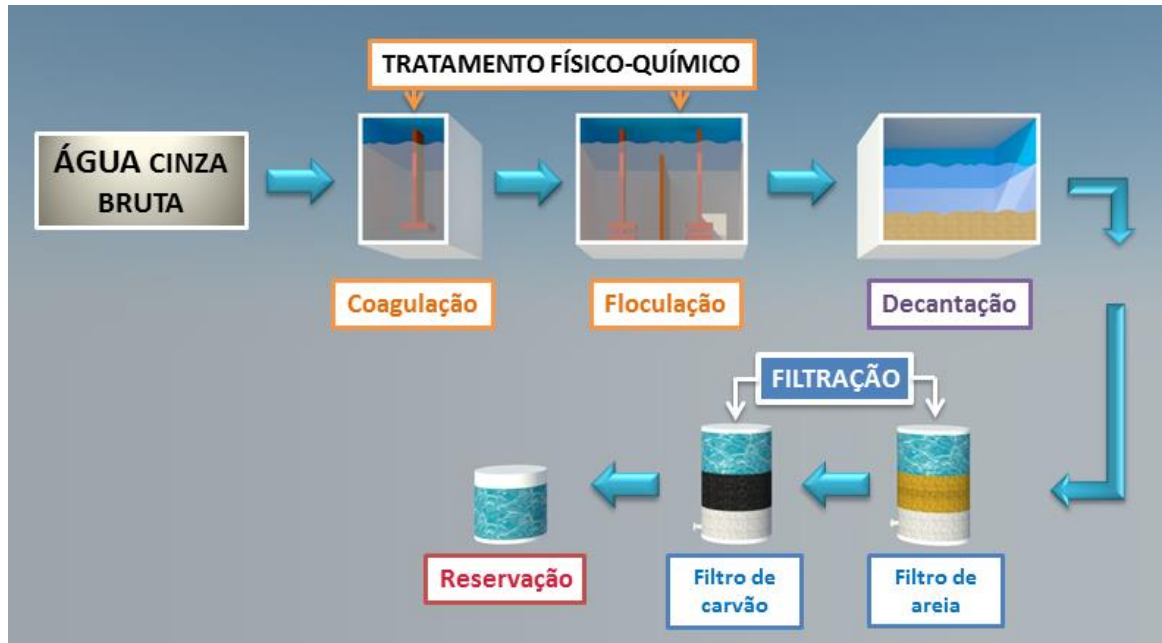 TRATAMENTO FÍSICO-QUÍMICO
ÁGUA CINZA
BRUTA
Coagulação
Floculação
Decantação
FILTRAÇÃO
Reservação
Filtro de
carvão
Filtro de
areia